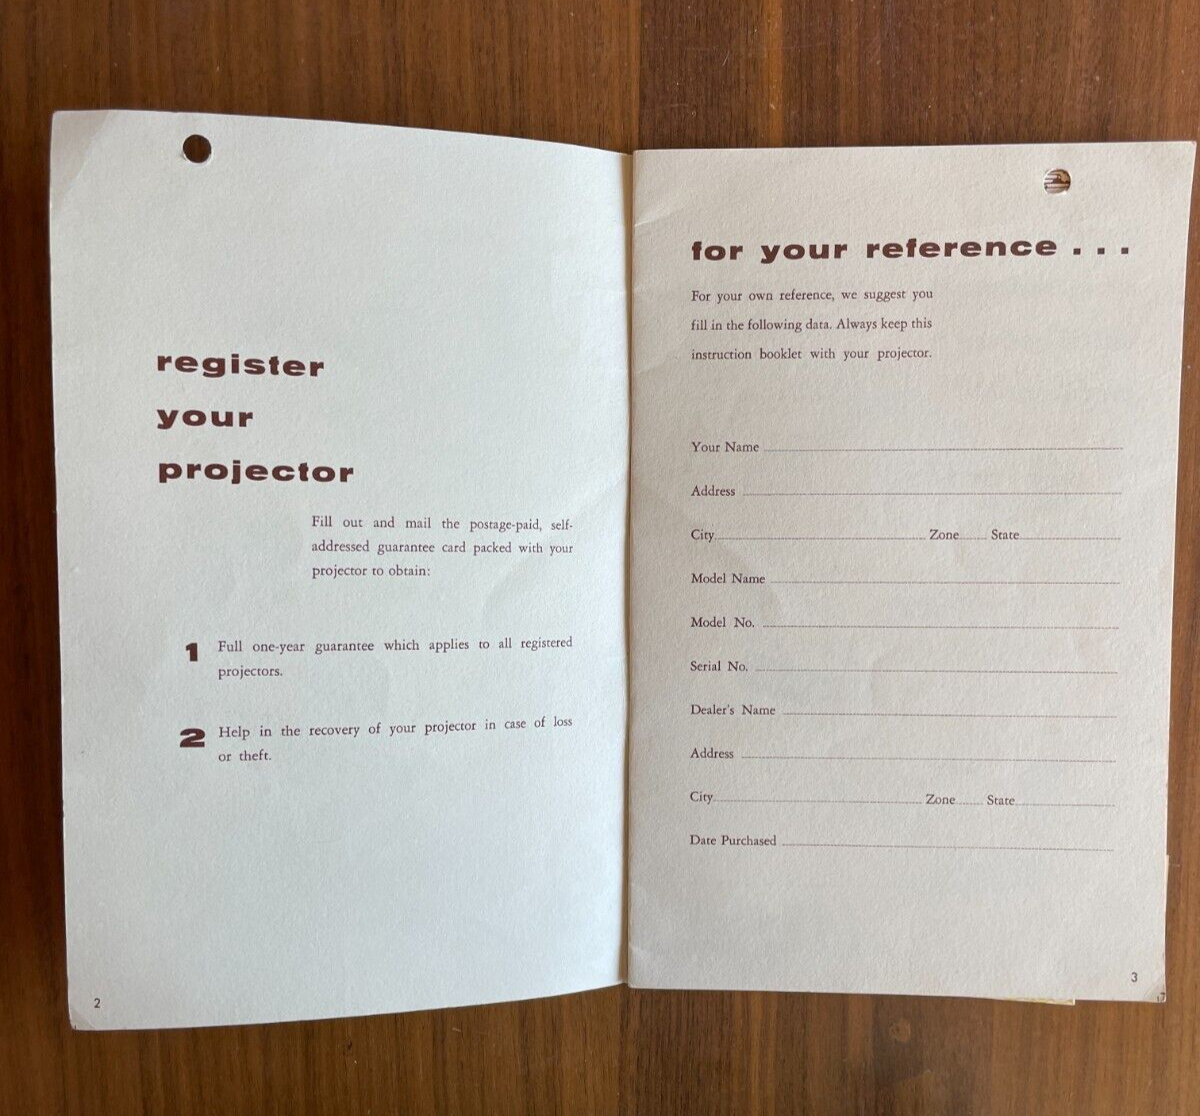 register
your
projector
Fill out and mail the postage-paid, self-
addressed guarantee card packed with your
projector to obtain:
1 Full one-year guarantee which applies to all registered
projectors.
2 Help in the recovery of your projector in case of loss
or theft.
2
for your reference . . .
For your own reference, we suggest you
fill in the following data. Always keep this
instruction booklet with your projector.
Your Name
Address
City Zone State
Model Name
Model No.
Serial No.
Dealer's Name
Address
City Zone State
Date Purchased
3